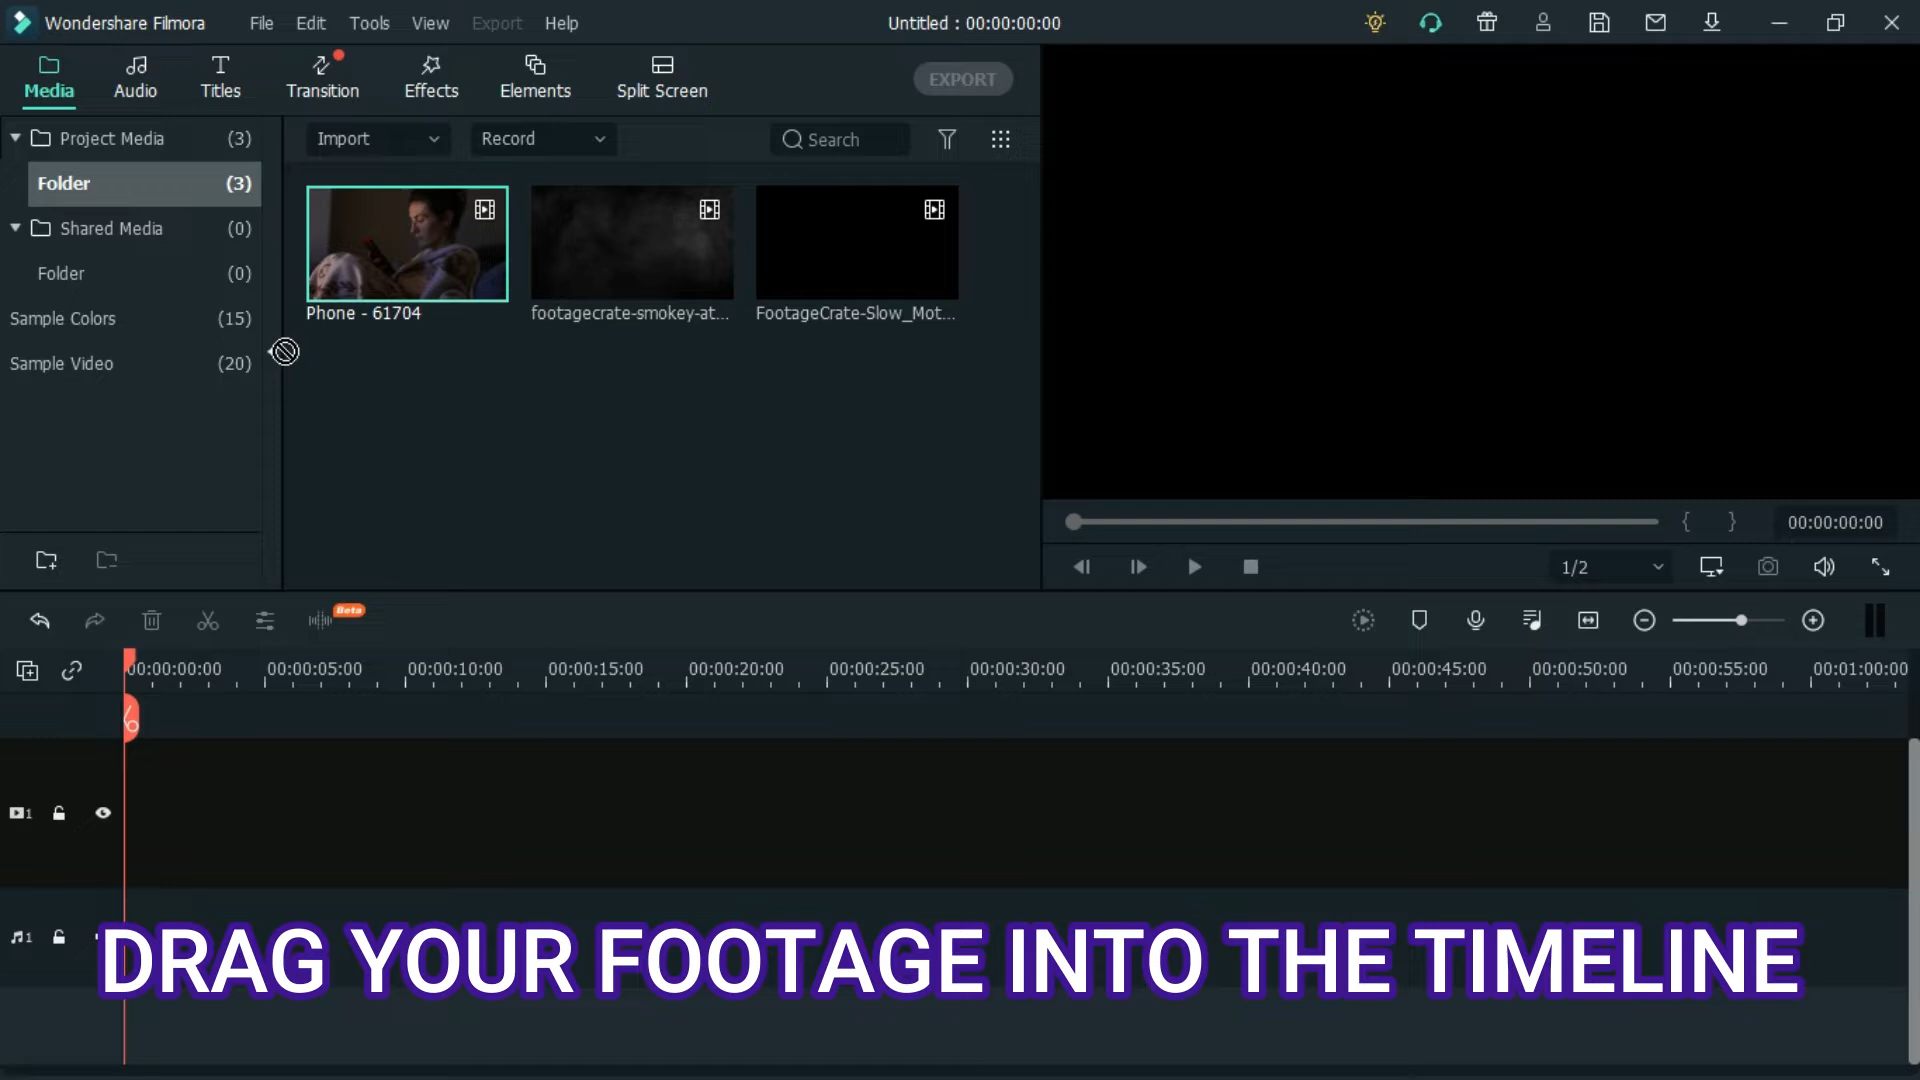 Wondershare Filmora File Edit Tools View Export Help Untitled : 00:00:00:00
Media Audio Titles Transition Effects Elements Split Screen EXPORT
Project Media (3)
Folder (3)
Shared Media (0)
Folder (0)
Sample Colors (15)
Sample Video (20)
Import Record Search
Phone - 61704 footagecrate-smokey-at... FootageCrate-Slow_Mot...
00:00:00:00
1/2
Beta
00:00:00:00 00:00:05:00 00:00:10:00 00:00:15:00 00:00:20:00 00:00:25:00 00:00:30:00 00:00:35:00 00:00:40:00 00:00:45:00 00:00:50:00 00:00:55:00 00:01:00:00
1
1
DRAG YOUR FOOTAGE INTO THE TIMELINE